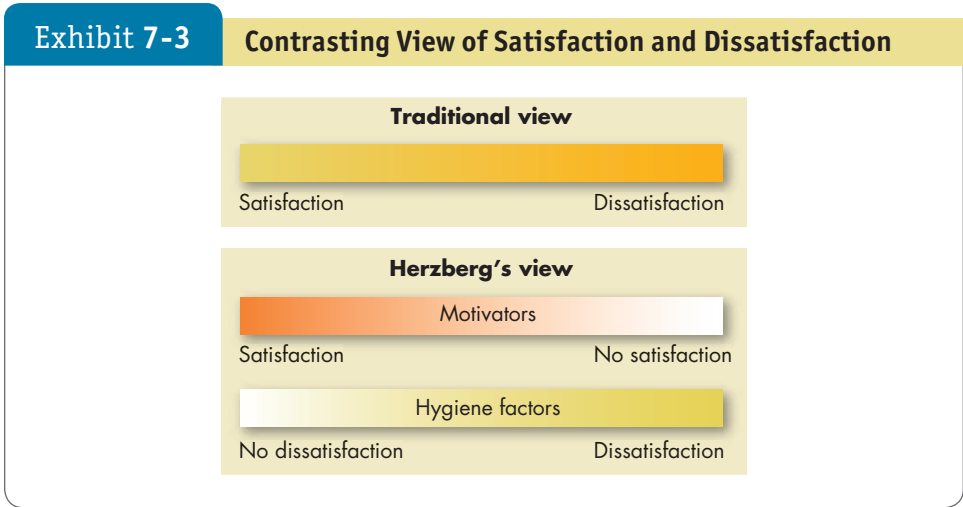 Exhibit 7-3 Contrasting View of Satisfaction and Dissatisfaction
Traditional view
Satisfaction Dissatisfaction
Herzberg's view
Motivators
Satisfaction No satisfaction
Hygiene factors
No dissatisfaction Dissatisfaction